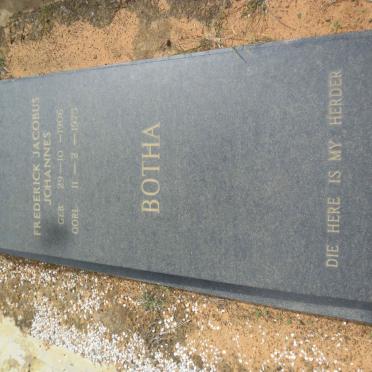 FREDERICK JACOBUS
JOHANNES
GEB 29-10-1906
OORL 11-2-1975
BOTHA
DIE HERE IS MY HERDER